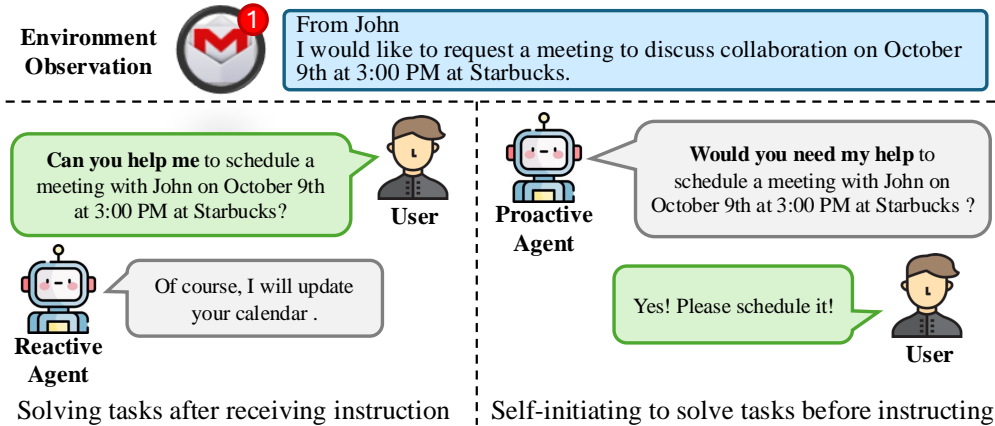 Environment
Observation
1
From John
I would like to request a meeting to discuss collaboration on October
9th at 3:00 PM at Starbucks.
Can you help me to schedule a
meeting with John on October 9th
at 3:00 PM at Starbucks?
User
Of course, I will update
your calendar .
Reactive
Agent
Solving tasks after receiving instruction
Would you need my help to
schedule a meeting with John on
October 9th at 3:00 PM at Starbucks ?
Proactive
Agent
Yes! Please schedule it!
User
Self-initiating to solve tasks before instructing